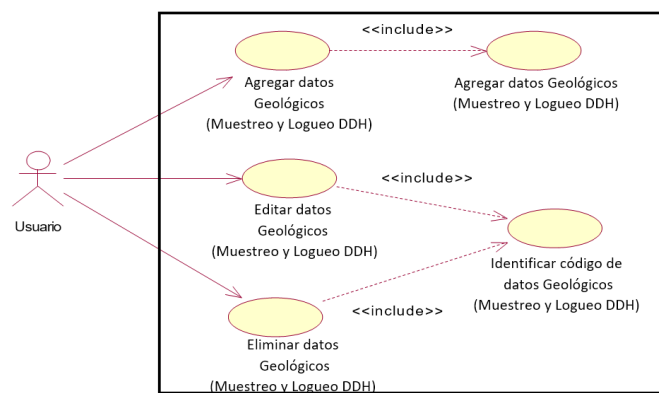 <<include>>
Agregar datos
Geológicos
(Muestreo y Logueo DDH)
Agregar datos Geológicos
(Muestreo y Logueo DDH)
<<include>>
Usuario
Editar datos
Geológicos
(Muestreo y Logueo DDH)
Identificar código de
datos Geológicos
(Muestreo y Logueo DDH)
<<include>>
Eliminar datos
Geológicos
(Muestreo y Logueo DDH)